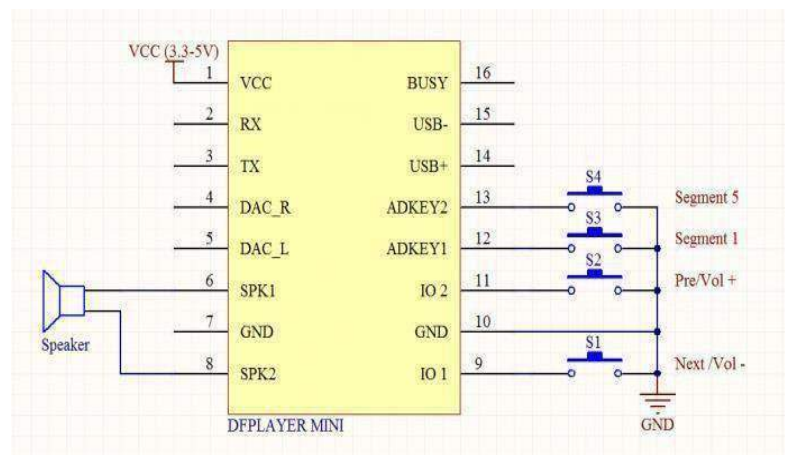 VCC (3.3-5V)
1 VCC BUSY 16
2 RX USB- 15
3 TX USB+ 14
4 DAC_R ADKEY2 13 S4 Segment 5
5 DAC_L ADKEY1 12 S3 Segment 1
6 SPK1 IO 2 11 S2 Pre/Vol +
7 GND GND 10
8 SPK2 IO 1 9 S1 Next /Vol -
Speaker
DFPLAYER MINI
GND